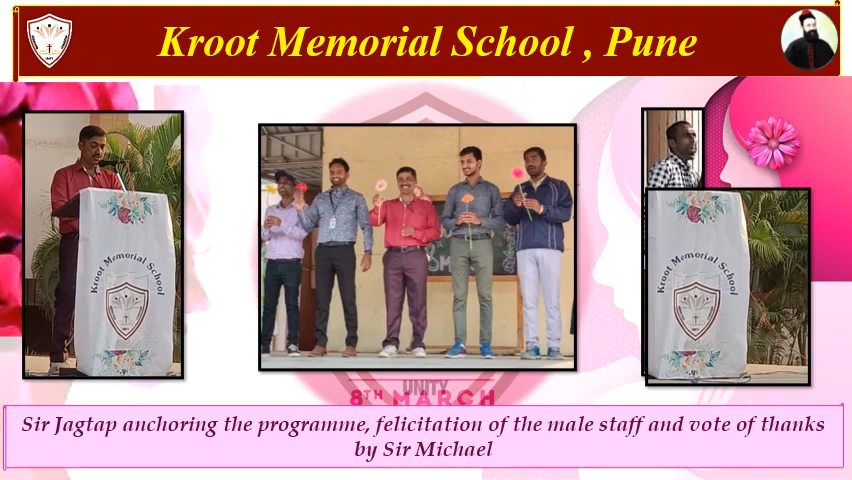 Kroot Memorial School , Pune
Kroot Memorial School
UNITY
Kroot Memorial School
UNITY
8TH MARCH
Sir Jagtap anchoring the programme, felicitation of the male staff and vote of thanks
by Sir Michael